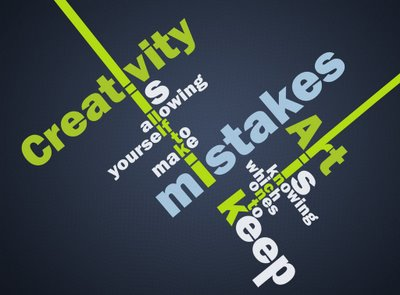 Creativity
is
allowing
yourself to
make
mistakes
Art
is
knowing
which
ones
to
keep